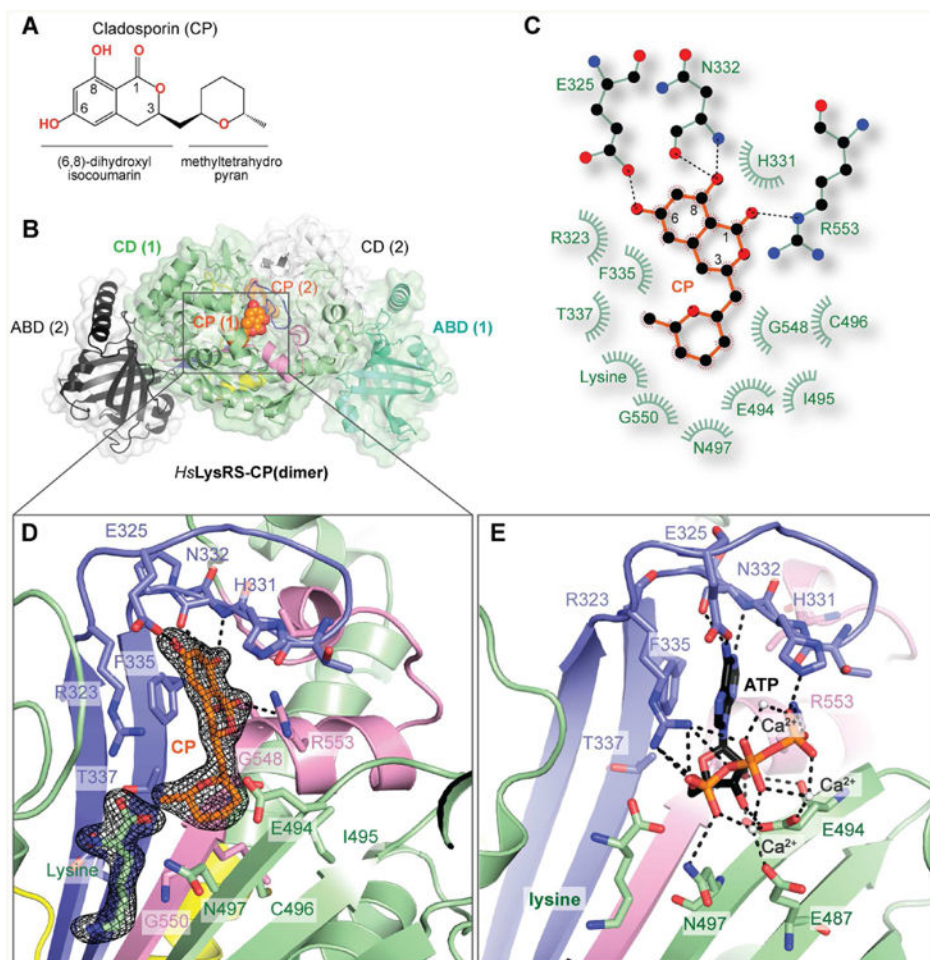 A
Cladosporin (CP)
OH
O
8
1
O
6
3
HO
O
(6,8)-dihydroxyl
isocoumarin
methyltetrahydro
pyran
B
CD (1)
CD (2)
CP (2)
ABD (2)
CP (1)
ABD (1)
HsLysRS-CP(dimer)
C
N332
E325
H331
8
6
1
R553
R323
3
F335
CP
T337
G548
C496
Lysine
E494
I495
G550
N497
D
E325
N332
H331
F335
R323
CP
R553
G548
T337
E494
I495
Lysine
N497
C496
G550
E
E325
N332
R323
H331
F335
ATP
R553
Ca2+
T337
Ca2+
E494
Ca2+
lysine
N497
E487